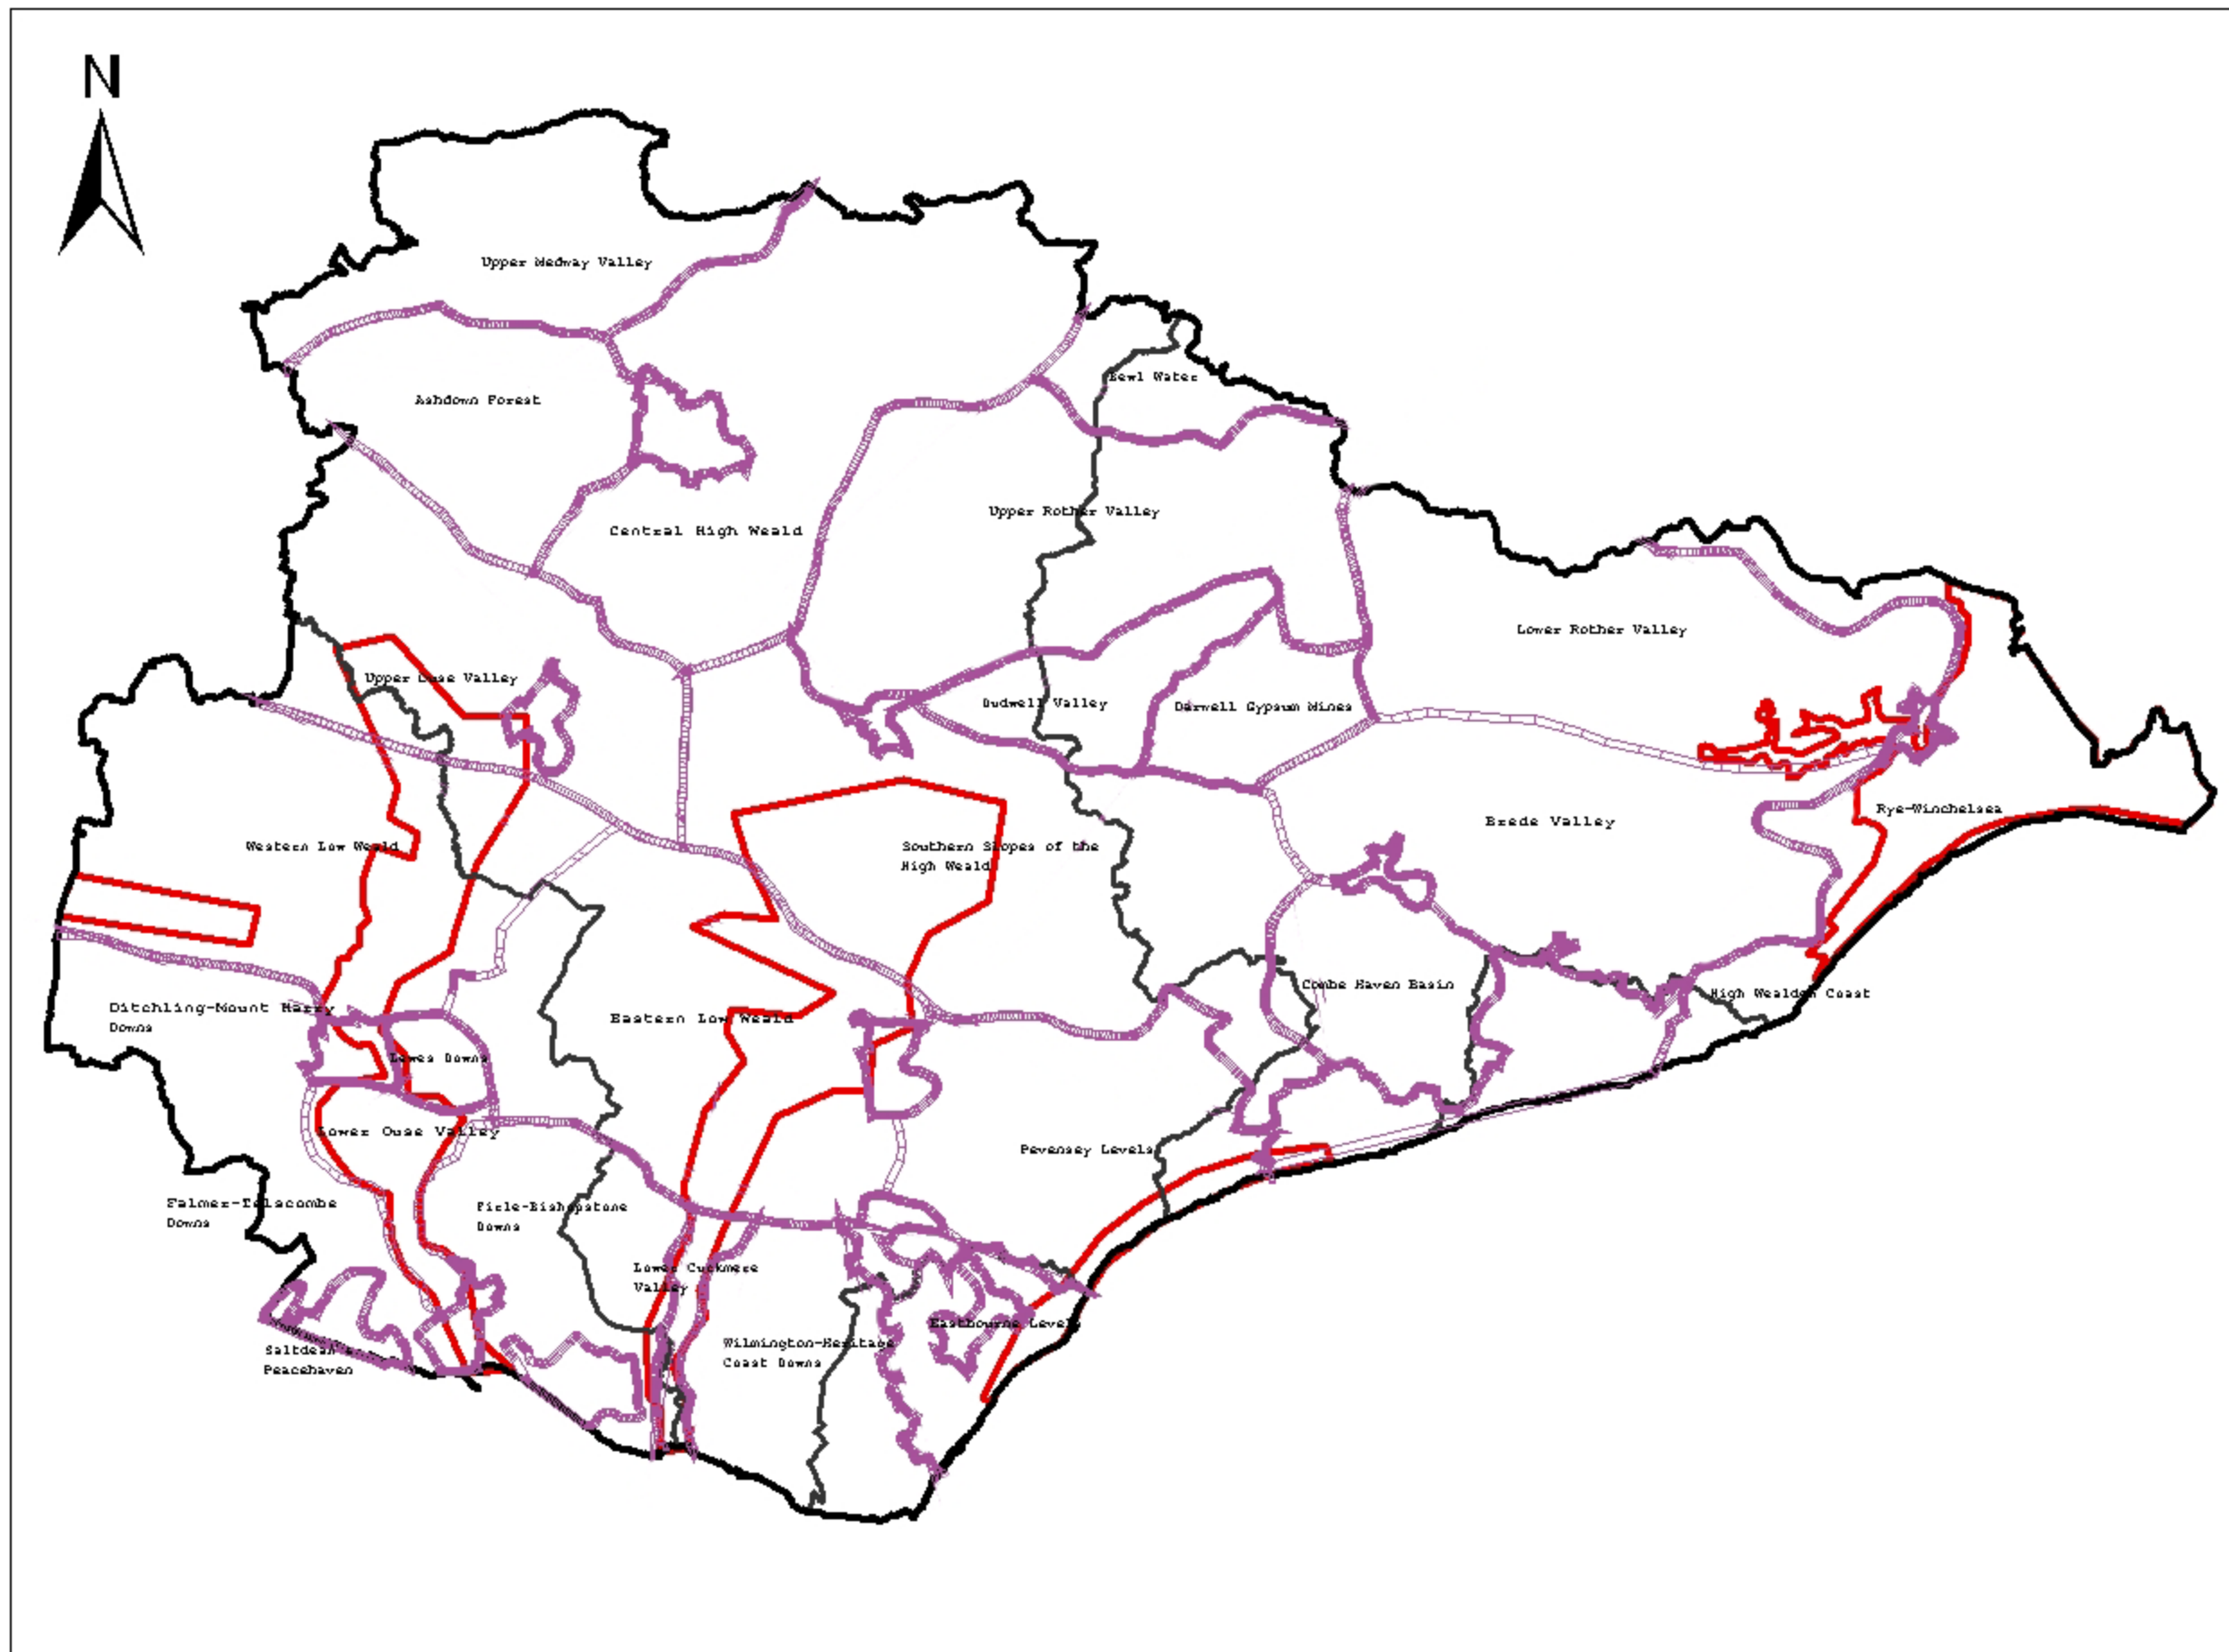 N
Upper Medway Valley
Bewl Water
Ashdown Forest
Upper Rother Valley
Central High Weald
Lower Rother Valley
Upper Ouse Valley
Dudwell Valley
Darwell Gypsum Mines
Rye-Winchelsea
Brede Valley
Western Low Weald
Southern Slopes of the
High Weald
Combe Haven Basin
High Wealden Coast
Ditchling-Mount Harry
Downs
Eastern Low Weald
Lewes Downs
Lower Ouse Valley
Pevensey Levels
Falmer-Telscombe
Downs
Firle-Bishopstone
Downs
Lower Cuckmere
Valley
Eastbourne Levels
Wilmington-Heritage
Coast Downs
Saltdean
Peacehaven